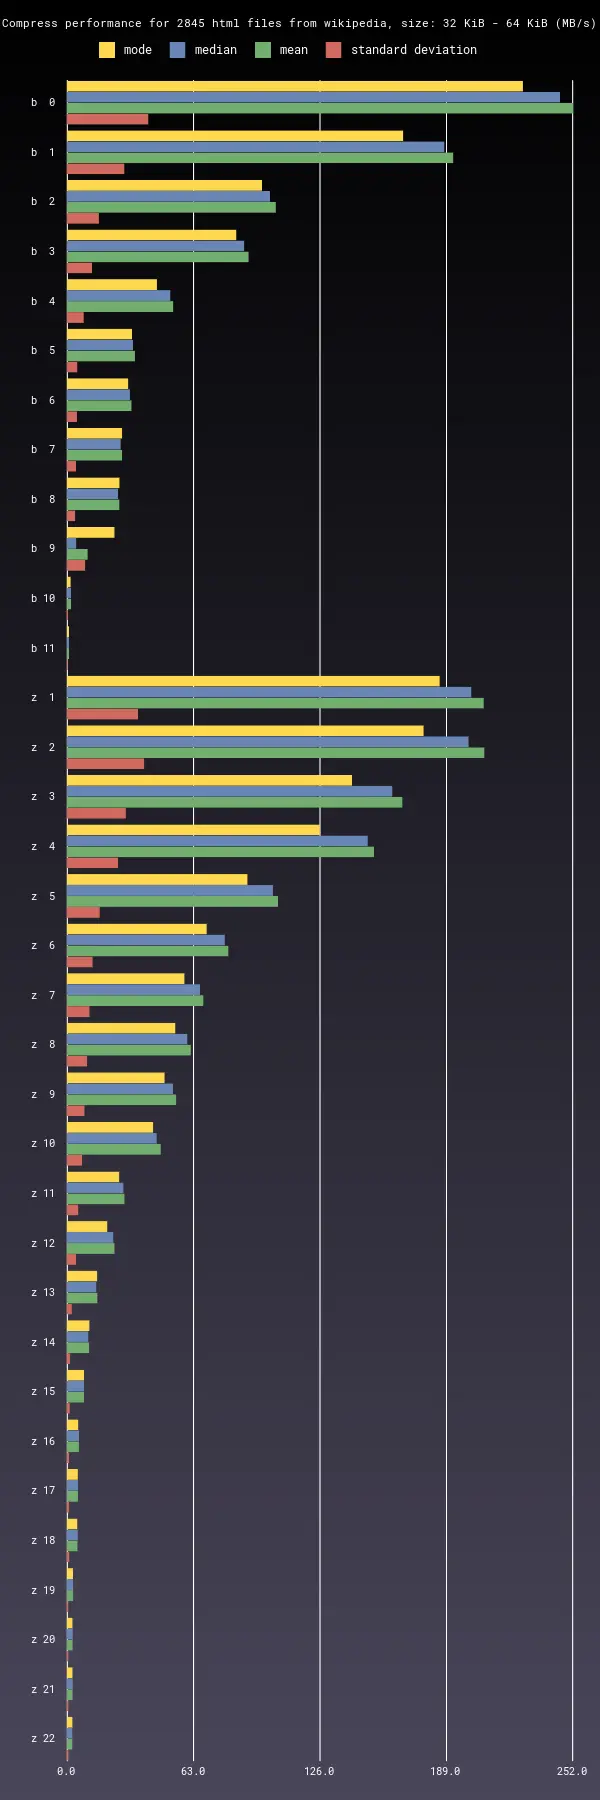 Compress performance for 2845 html files from wikipedia, size: 32 KiB - 64 KiB (MB/s)
mode median mean standard deviation
b 0
b 1
b 2
b 3
b 4
b 5
b 6
b 7
b 8
b 9
b 10
b 11
z 1
z 2
z 3
z 4
z 5
z 6
z 7
z 8
z 9
z 10
z 11
z 12
z 13
z 14
z 15
z 16
z 17
z 18
z 19
z 20
z 21
z 22
0.0 63.0 126.0 189.0 252.0